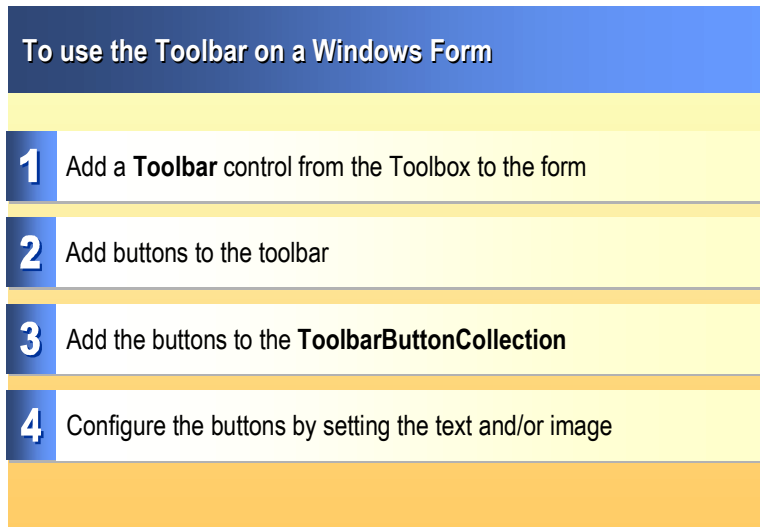 To use the Toolbar on a Windows Form
1 Add a Toolbar control from the Toolbox to the form
2 Add buttons to the toolbar
3 Add the buttons to the ToolbarButtonCollection
4 Configure the buttons by setting the text and/or image